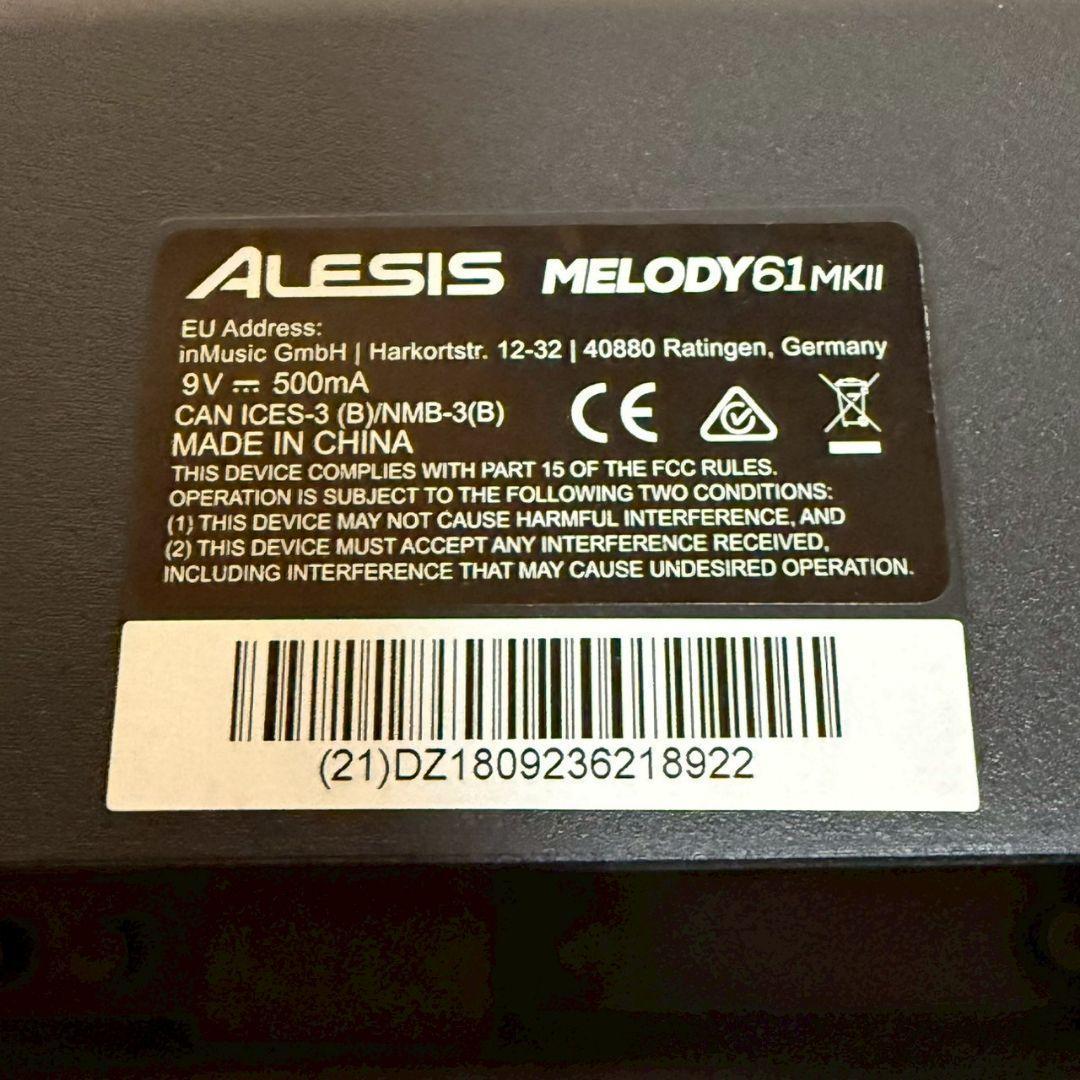 ALESIS MELODY61MKII
EU Address:
inMusic GmbH | Harkortstr. 12-32 | 40880 Ratingen, Germany
9V ⎓ 500mA
CAN ICES-3 (B)/NMB-3(B)
MADE IN CHINA
THIS DEVICE COMPLIES WITH PART 15 OF THE FCC RULES.
OPERATION IS SUBJECT TO THE FOLLOWING TWO CONDITIONS:
(1) THIS DEVICE MAY NOT CAUSE HARMFUL INTERFERENCE, AND
(2) THIS DEVICE MUST ACCEPT ANY INTERFERENCE RECEIVED,
INCLUDING INTERFERENCE THAT MAY CAUSE UNDESIRED OPERATION.
(21)DZ1809236218922